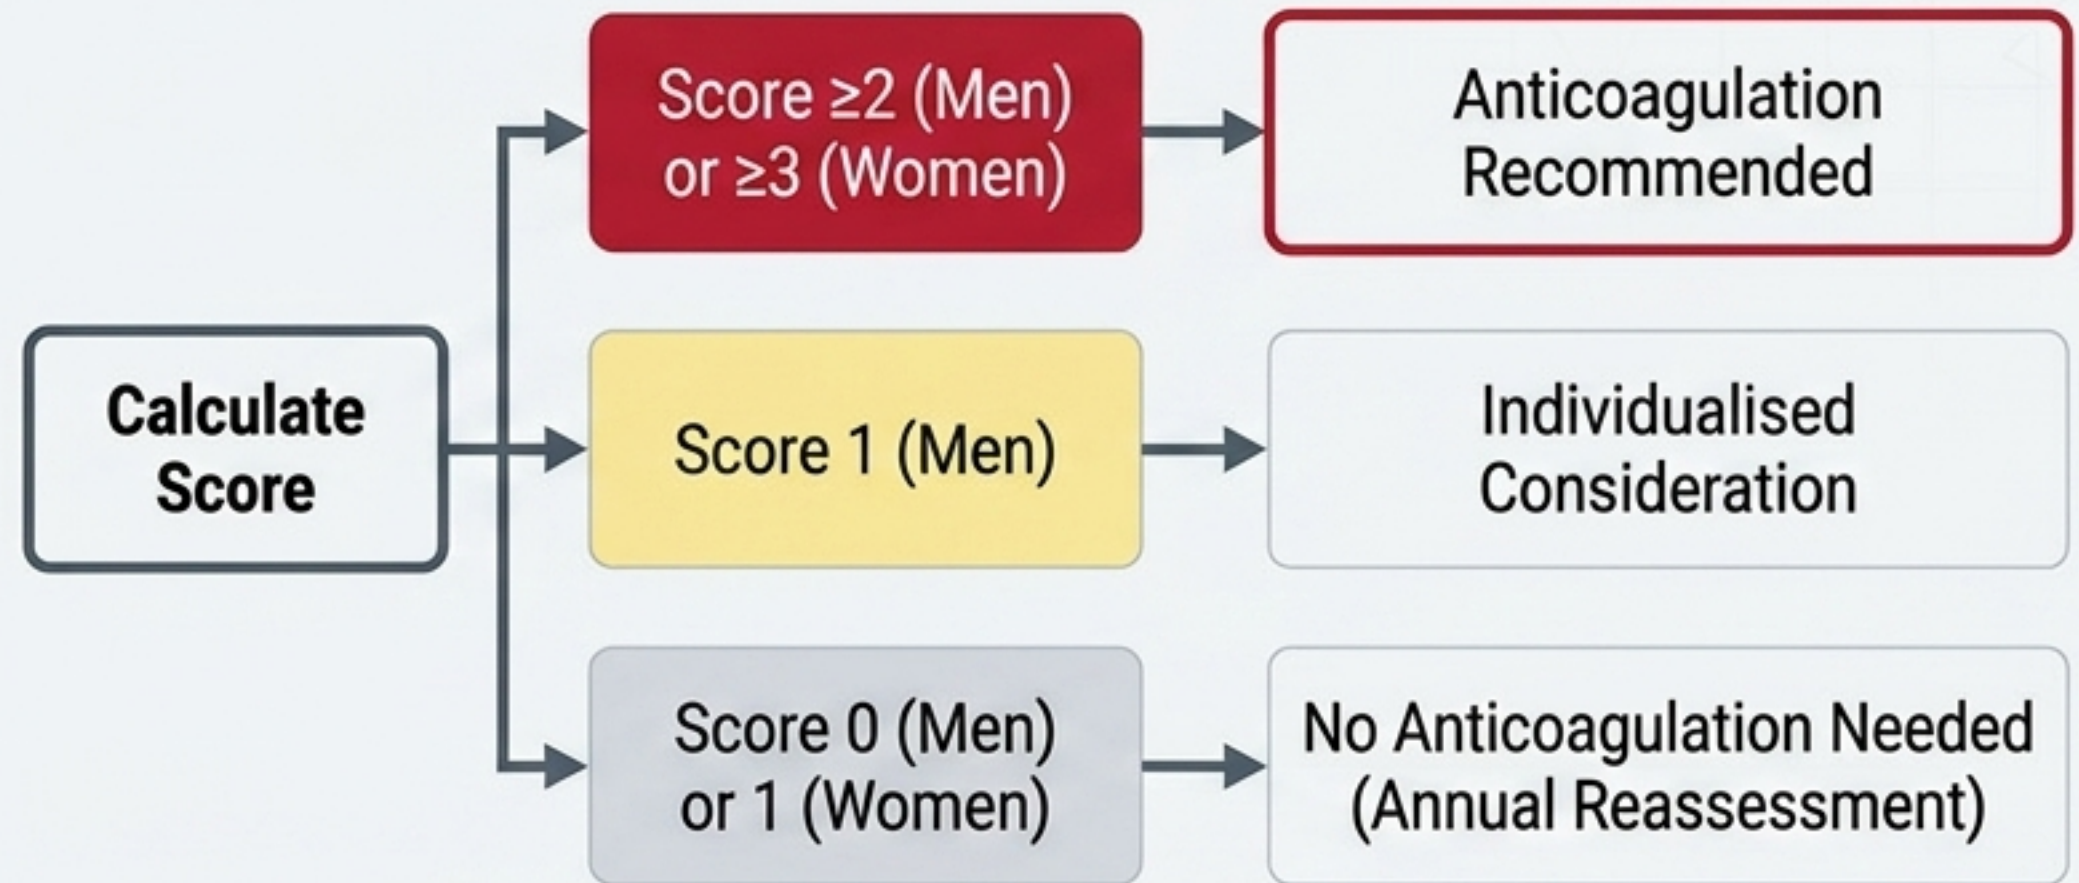 Calculate
Score
Score ≥2 (Men)
or ≥3 (Women)
Anticoagulation
Recommended
Score 1 (Men)
Individualised
Consideration
Score 0 (Men)
or 1 (Women)
No Anticoagulation Needed
(Annual Reassessment)